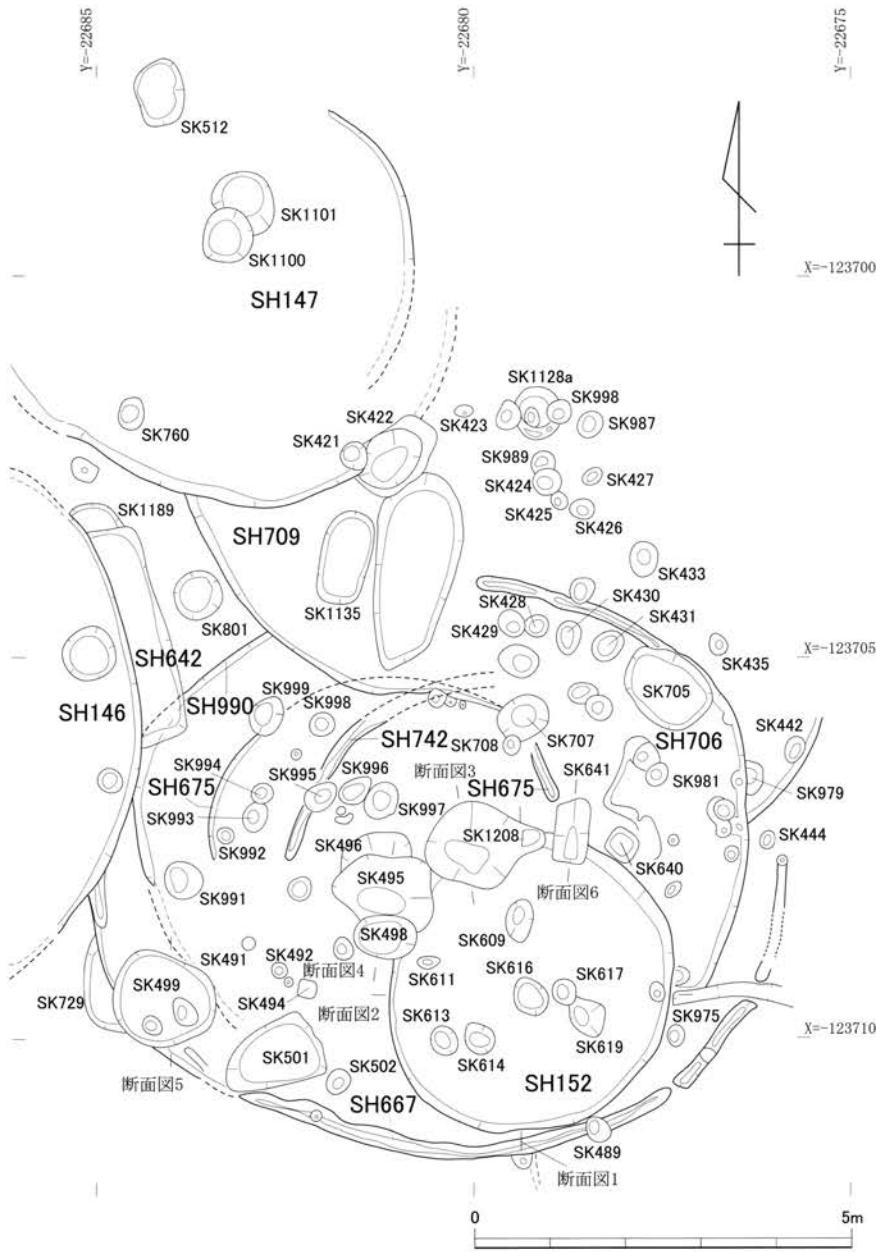 Y=-22685
Y=-22680
Y=-22675
SK512
SK1101
SK1100
X=-123700
SH147
SK1128a
SK998
SK422
SK423
SK987
SK760
SK421
SK989
SK427
SK424
SK425
SK426
SK1189
SH709
SK433
SK428
SK430
SK1135
SK431
SK429
SK801
X=-123705
SK435
SH642
SK705
SH990
SK999
SK998
SH146
SH742
SK707
SH706
SK442
SK708
SK994
SK995
SK996
断面図3
SK641
SH675
SH675
SK981
SK979
SK997
SK993
SK1208
SK444
SK992
SK496
SK640
断面図6
SK495
SK991
SK609
SK498
SK491
SK492
断面図4
SK611
SK616
SK617
SK499
SK729
SK494
断面図2
SK613
SK975
SK619
X=-123710
SK501
SK614
SK502
断面図5
SH152
SH667
SK489
断面図1
0
5m